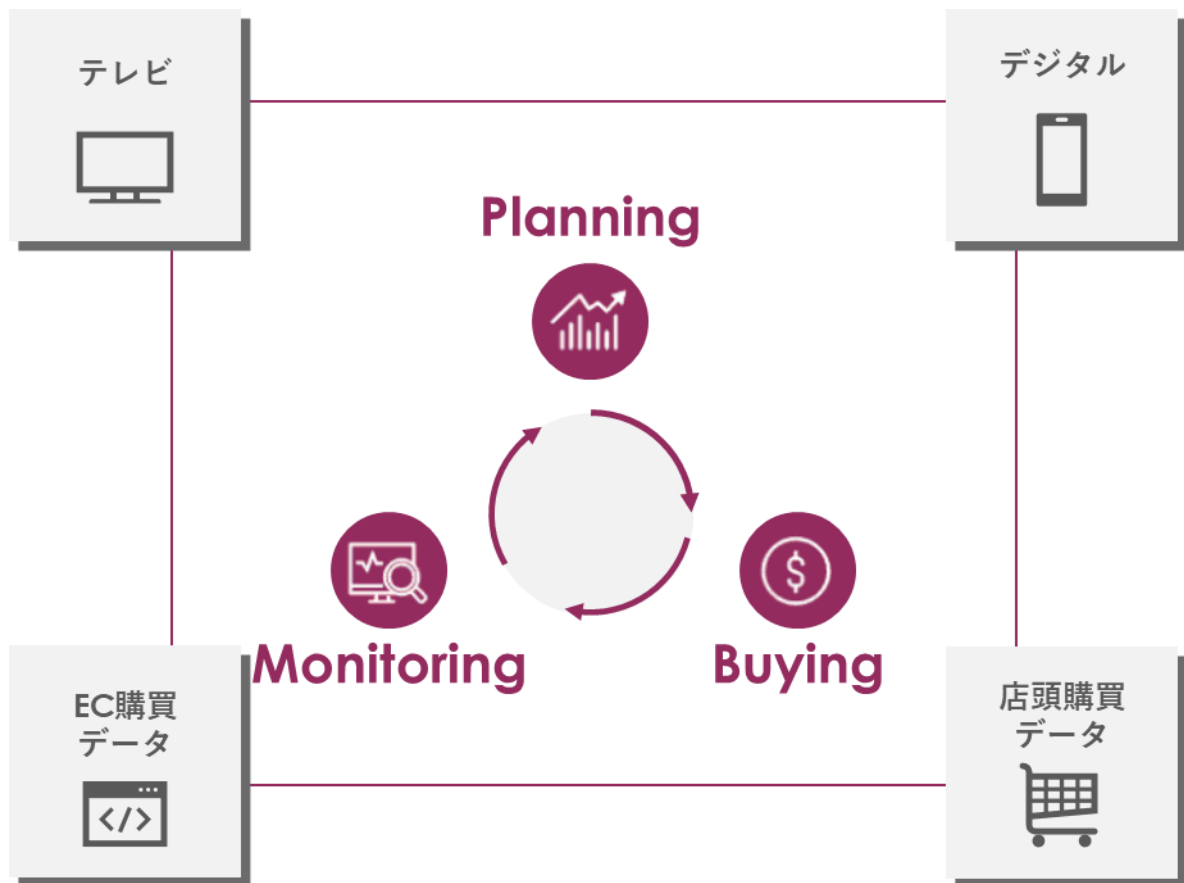 テレビ
デジタル
Planning
Monitoring
Buying
EC購買
データ
店頭購買
データ